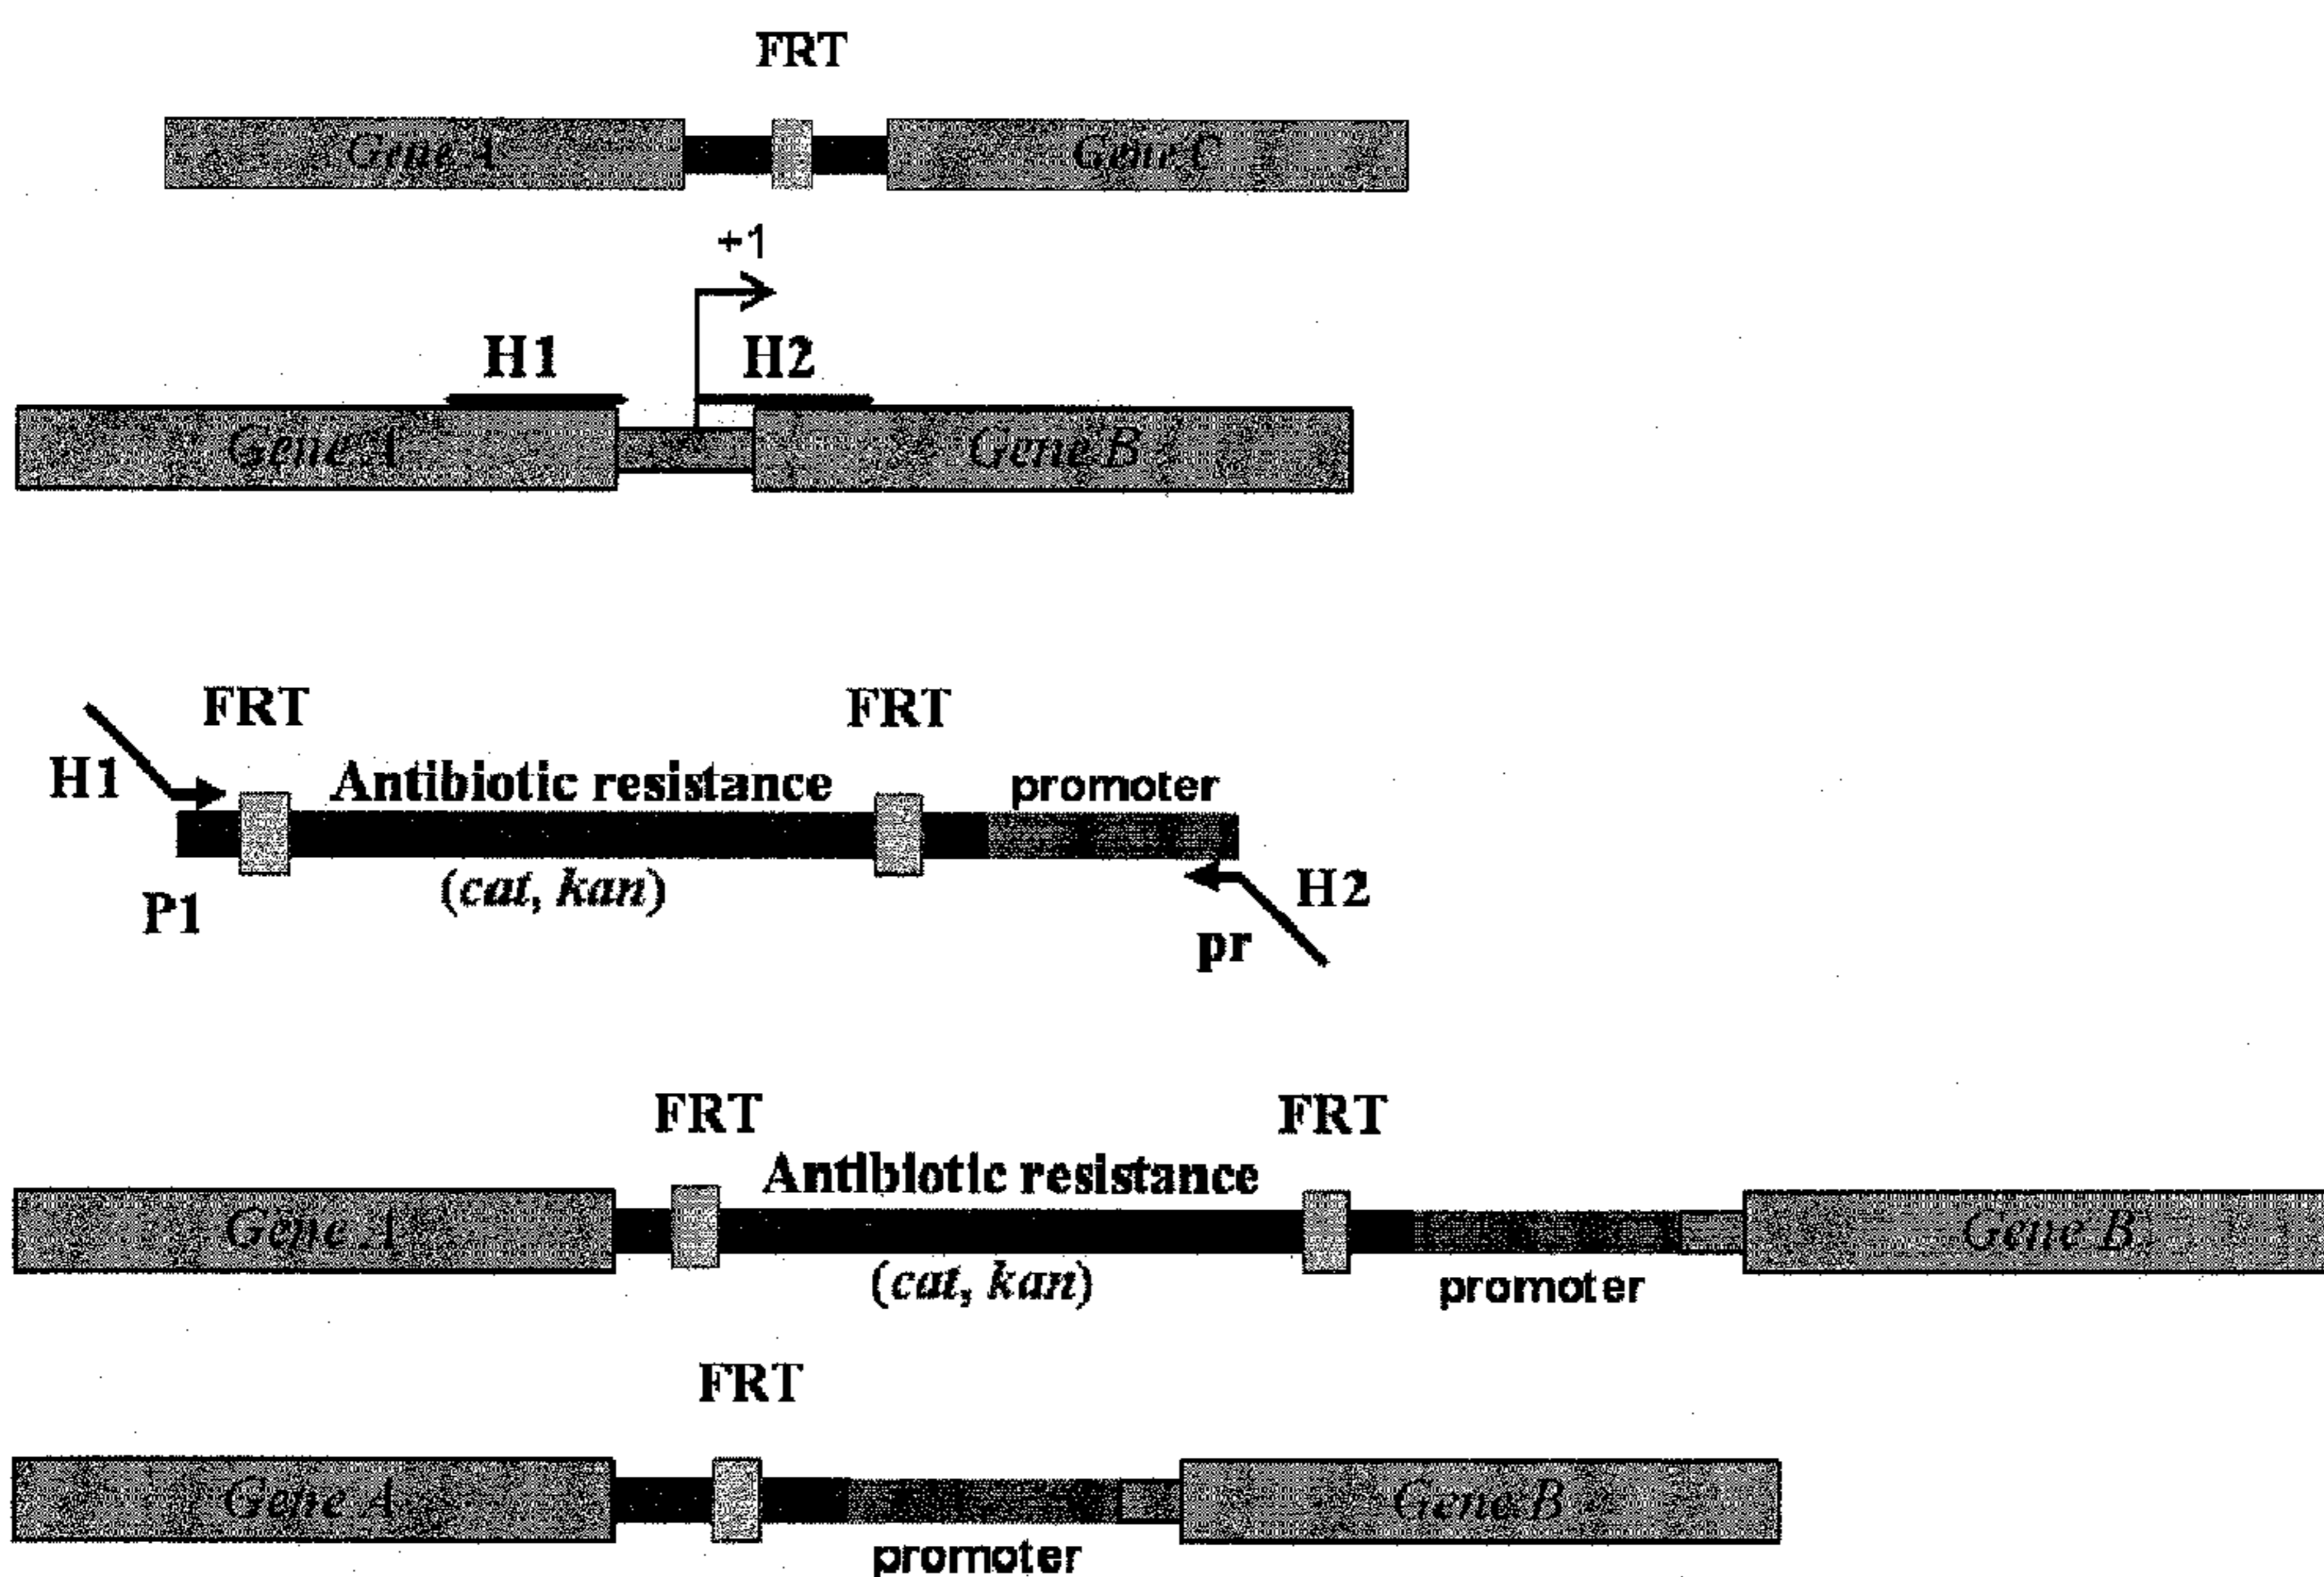 FRT
Gene A Gene C
+1
H1 H2
Gene A Gene B
FRT FRT
H1 Antibiotic resistance promoter
(cat, kan) H2
P1 pr
FRT FRT
Antibiotic resistance
Gene A Gene B
(cat, kan) promoter
FRT
Gene A Gene B
promoter